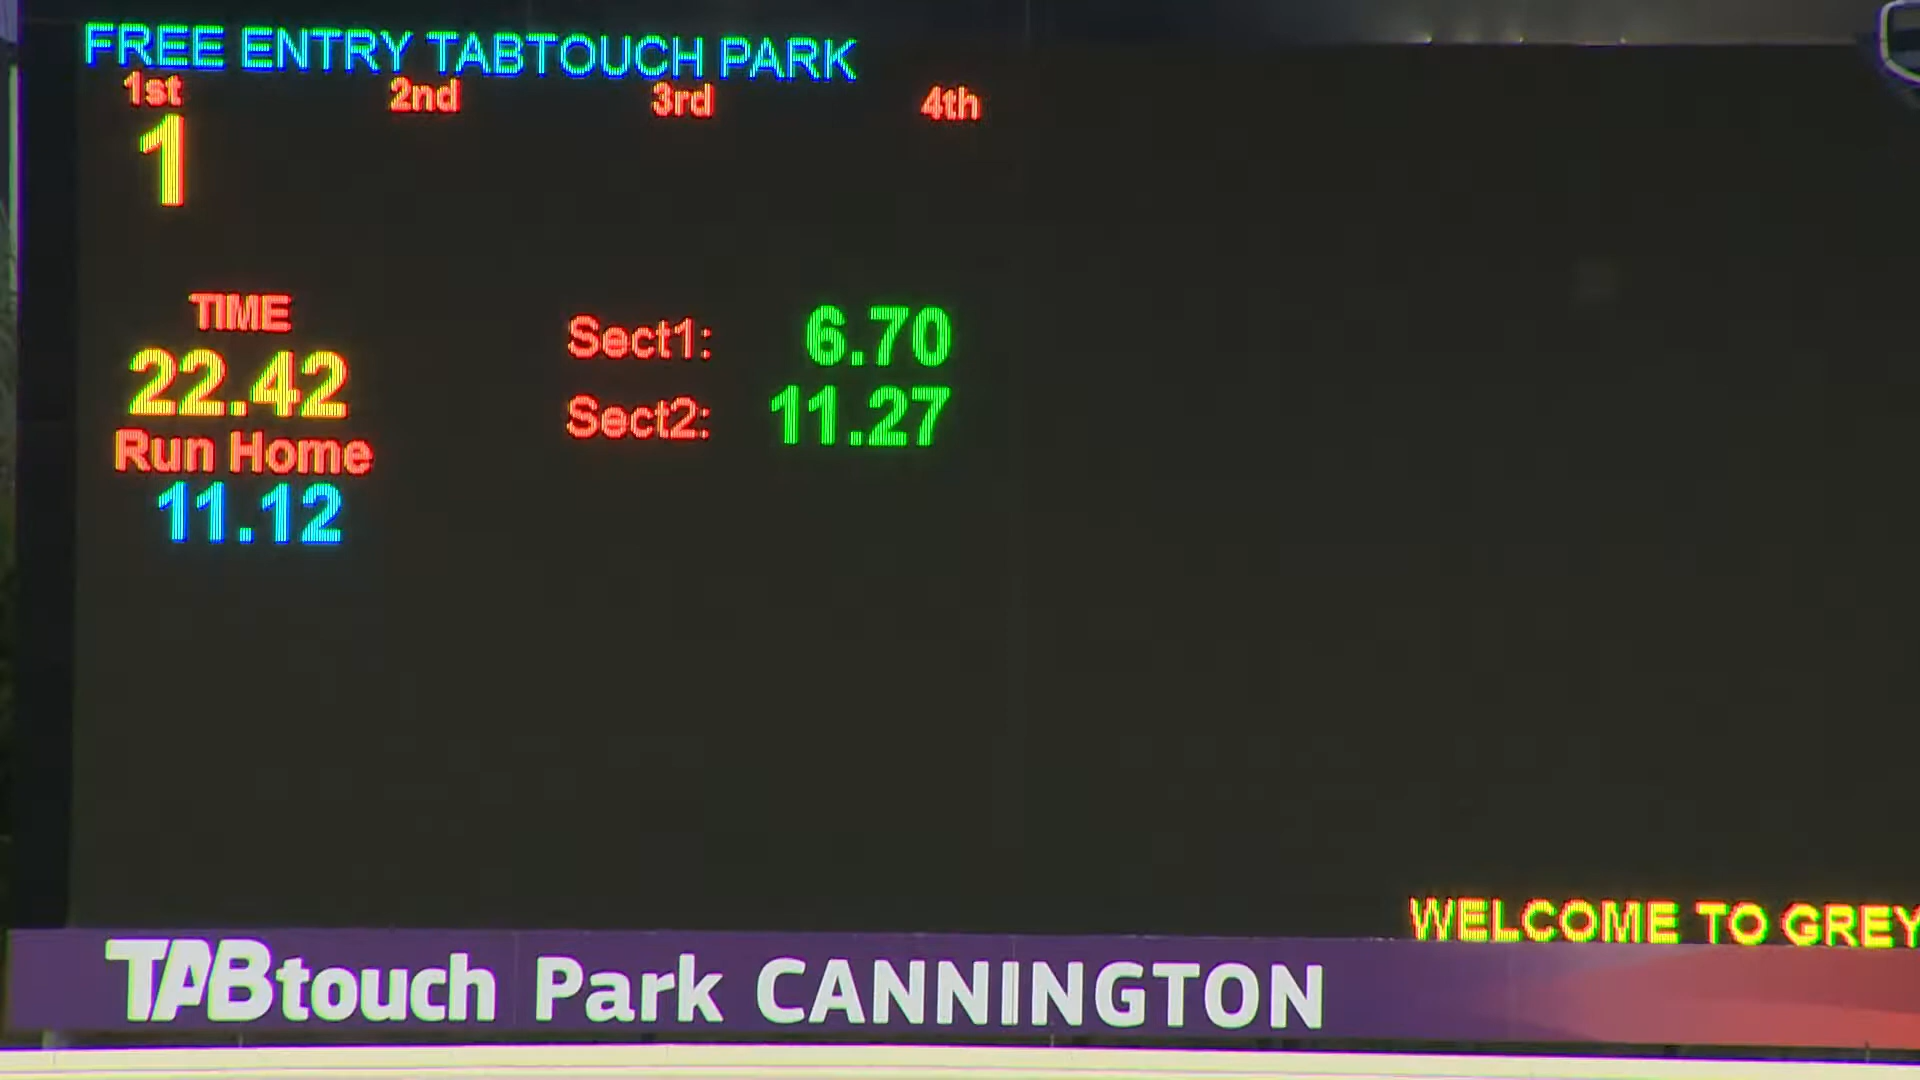 FREE ENTRY TABTOUCH PARK
1st 2nd 3rd 4th
1
TIME
22.42
Run Home
11.12
Sect1: 6.70
Sect2: 11.27
WELCOME TO GREY
TABtouch Park CANNINGTON